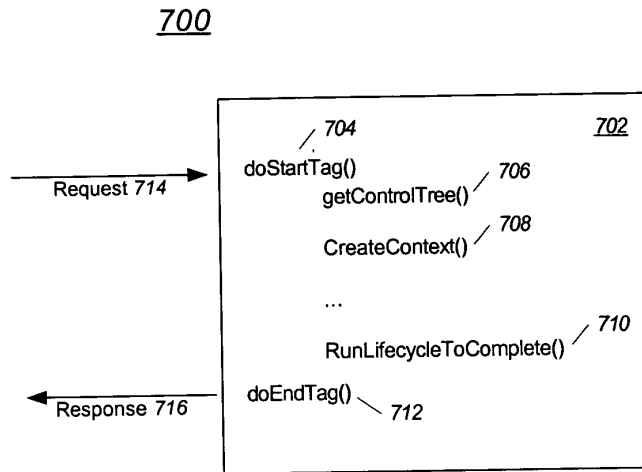 700
704
702
doStartTag()
Request 714
getControlTree()
706
CreateContext()
708
...
RunLifecycleToComplete()
710
Response 716
doEndTag()
712